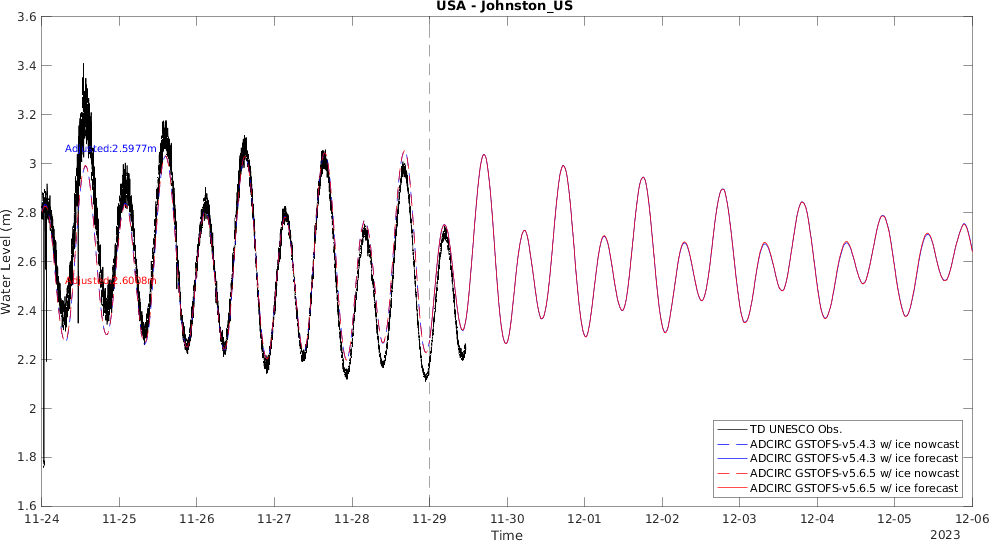 USA - Johnston_US
3.6
3.4
3.2
3
2.8
2.6
2.4
2.2
2
1.8
1.6
Water Level (m)
Adjusted:2.5977m
Adjusted:2.6008m
TD UNESCO Obs.
ADCIRC GSTOFS-v5.4.3 w/ ice nowcast
ADCIRC GSTOFS-v5.4.3 w/ ice forecast
ADCIRC GSTOFS-v5.6.5 w/ ice nowcast
ADCIRC GSTOFS-v5.6.5 w/ ice forecast
11-24 11-25 11-26 11-27 11-28 11-29 11-30 12-01 12-02 12-03 12-04 12-05 12-06
Time
2023